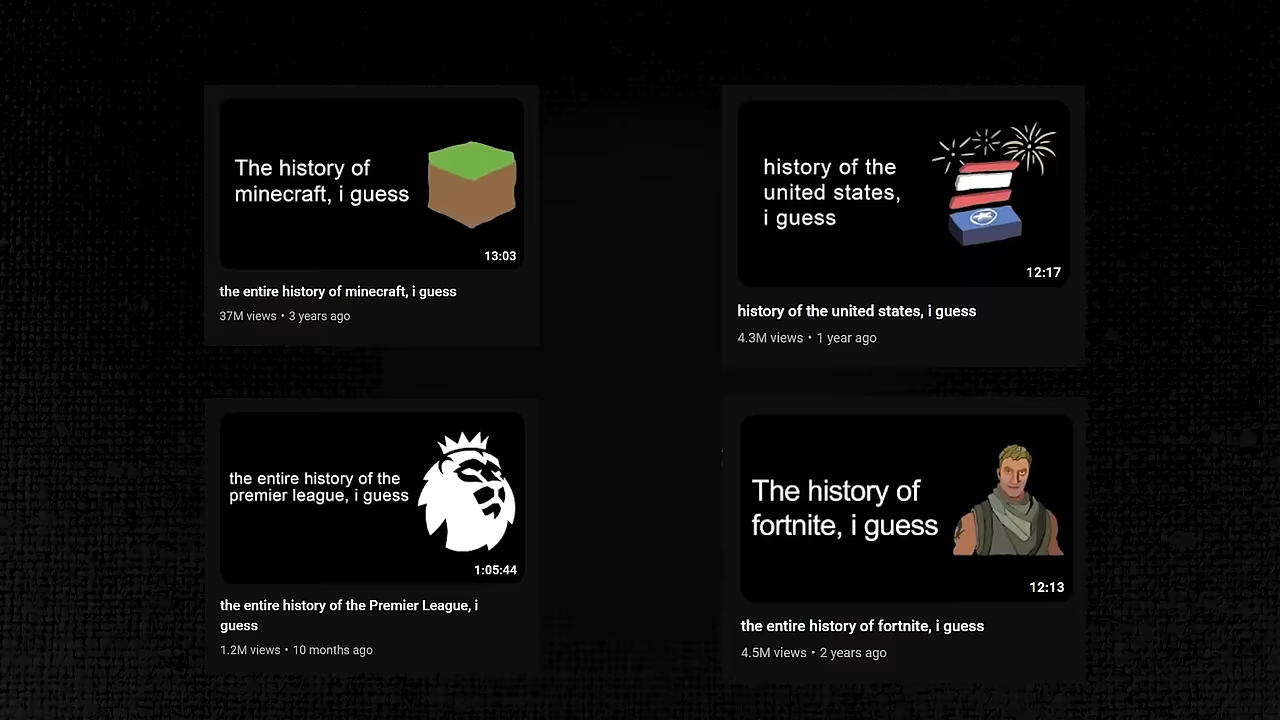 The history of
minecraft, i guess
13:03
the entire history of minecraft, i guess
37M views • 3 years ago
history of the
united states,
i guess
12:17
history of the united states, i guess
4.3M views • 1 year ago
the entire history of the
premier league, i guess
1:05:44
the entire history of the Premier League, i
guess
1.2M views • 10 months ago
The history of
fortnite, i guess
12:13
the entire history of fortnite, i guess
4.5M views • 2 years ago